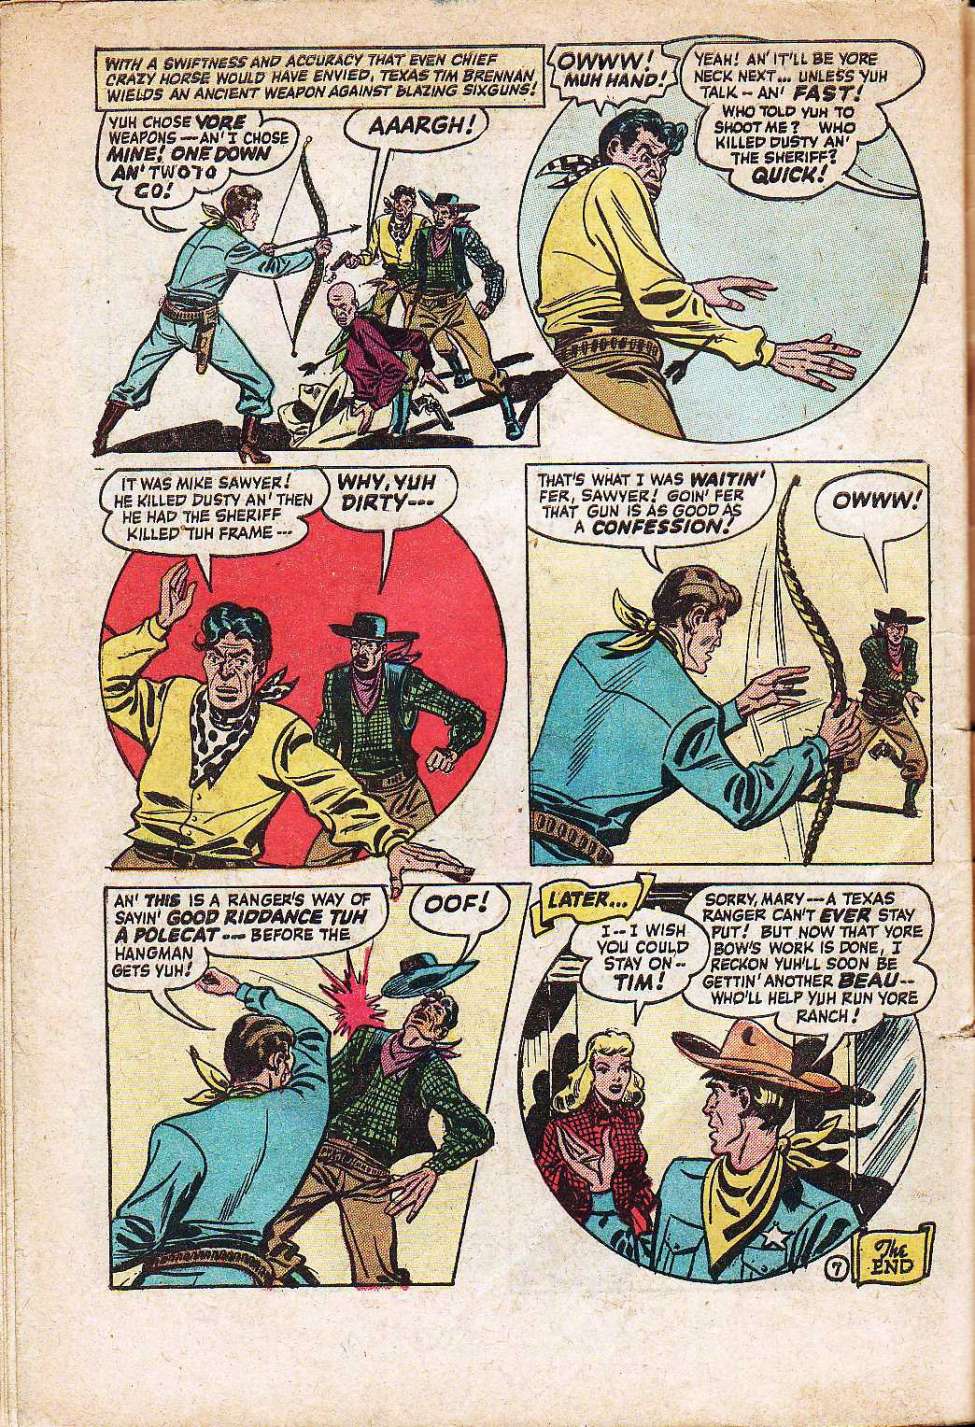 WITH A SWIFTNESS AND ACCURACY THAT EVEN CHIEF
CRAZY HORSE WOULD HAVE ENVIED, TEXAS TIM BRENNAN
WIELDS AN ANCIENT WEAPON AGAINST BLAZING SIXGUNS!
YUH CHOSE YORE
WEAPONS -- AN' I CHOSE
MINE! ONE DOWN
AN' TWO TO
GO!
AAARGH!
OWWW!
MUH HAND!
YEAH! AN' IT'LL BE YORE
NECK NEXT... UNLESS YUH
TALK -- AN' FAST!
WHO TOLD YUH TO
SHOOT ME? WHO
KILLED DUSTY AN'
THE SHERIFF?
QUICK!
IT WAS MIKE SAWYER!
HE KILLED DUSTY AN' THEN
HE HAD THE SHERIFF
KILLED TUH FRAME ---
WHY, YUH
DIRTY ---
THAT'S WHAT I WAS WAITIN'
FER, SAWYER! GOIN' FER
THAT GUN IS AS GOOD AS
A CONFESSION!
OWWW!
AN' THIS IS A RANGER'S WAY OF
SAYIN' GOOD RIDDANCE TUH
A POLECAT --- BEFORE THE
HANGMAN
GETS YUH!
OOF!
LATER...
I -- I WISH
YOU COULD
STAY ON --
TIM!
SORRY, MARY --- A TEXAS
RANGER CAN'T EVER STAY
PUT! BUT NOW THAT YORE
BOW'S WORK IS DONE, I
RECKON YUH'LL SOON BE
GETTIN' ANOTHER BEAU --
WHO'LL HELP YUH RUN YORE
RANCH!
7
The
END